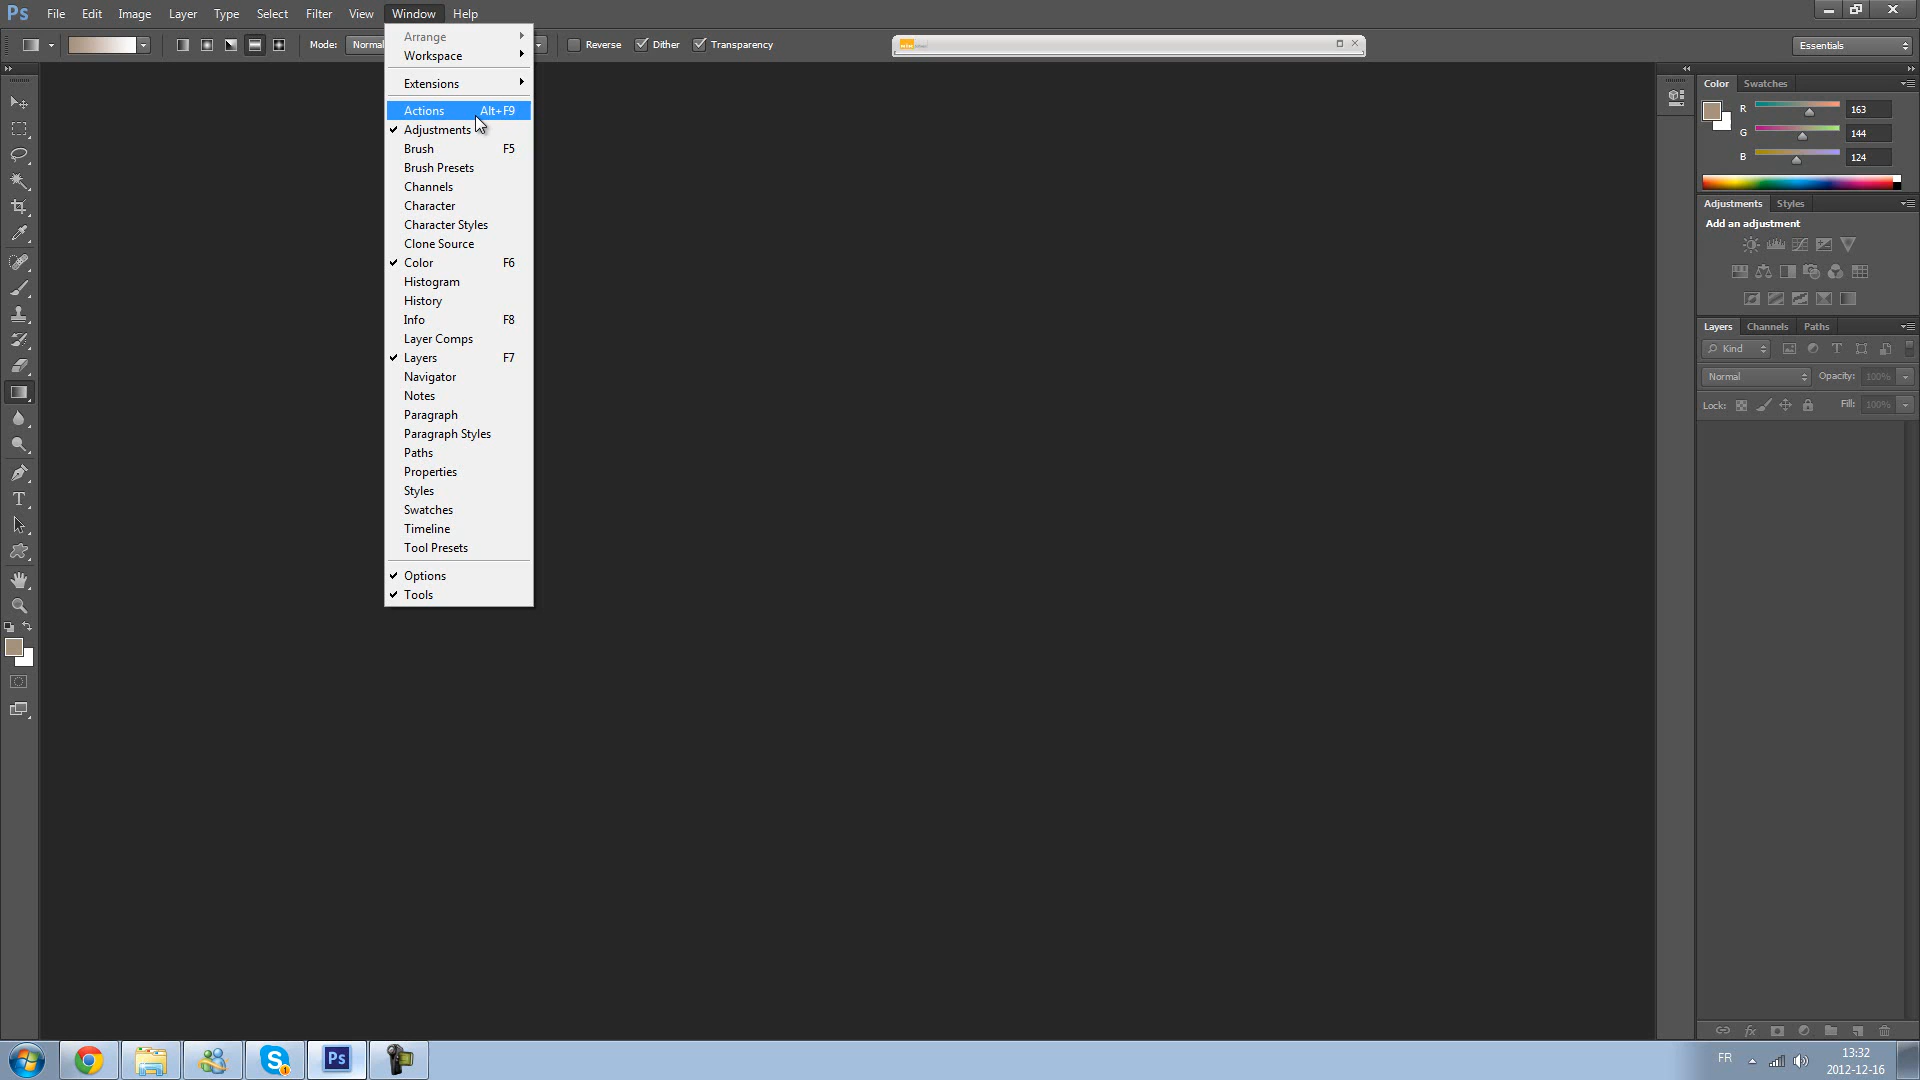 Ps File Edit Image Layer Type Select Filter View Window Help
Mode: Normal Reverse Dither Transparency Essentials
Arrange
Workspace
Extensions
Actions Alt+F9
Adjustments
Brush F5
Brush Presets
Channels
Character
Character Styles
Clone Source
Color F6
Histogram
History
Info F8
Layer Comps
Layers F7
Navigator
Notes
Paragraph
Paragraph Styles
Paths
Properties
Styles
Swatches
Timeline
Tool Presets
Options
Tools
Color Swatches
R 163
G 144
B 124
Adjustments Styles
Add an adjustment
Layers Channels Paths
Kind
Normal Opacity: 100%
Lock: Fill: 100%
fx
Ps
FR 13:32
2012-12-16